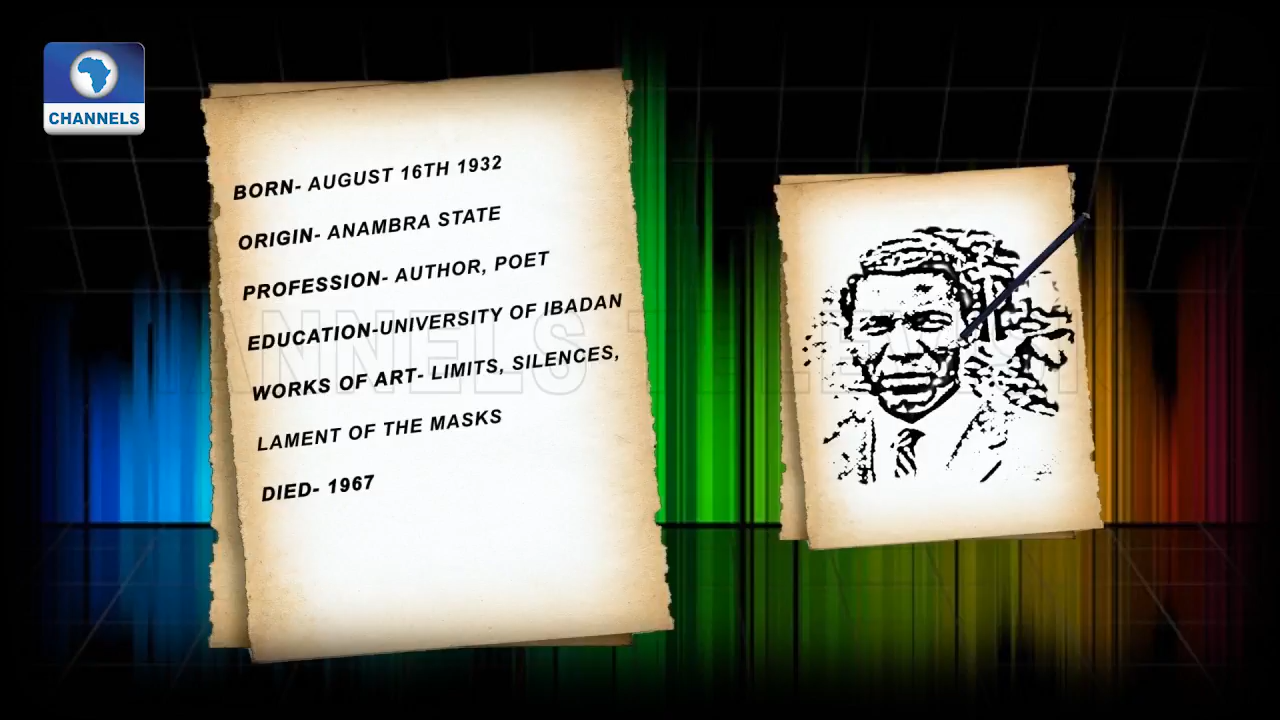 CHANNELS
BORN- AUGUST 16TH 1932
ORIGIN- ANAMBRA STATE
PROFESSION- AUTHOR, POET
EDUCATION-UNIVERSITY OF IBADAN
WORKS OF ART- LIMITS, SILENCES,
LAMENT OF THE MASKS
DIED- 1967